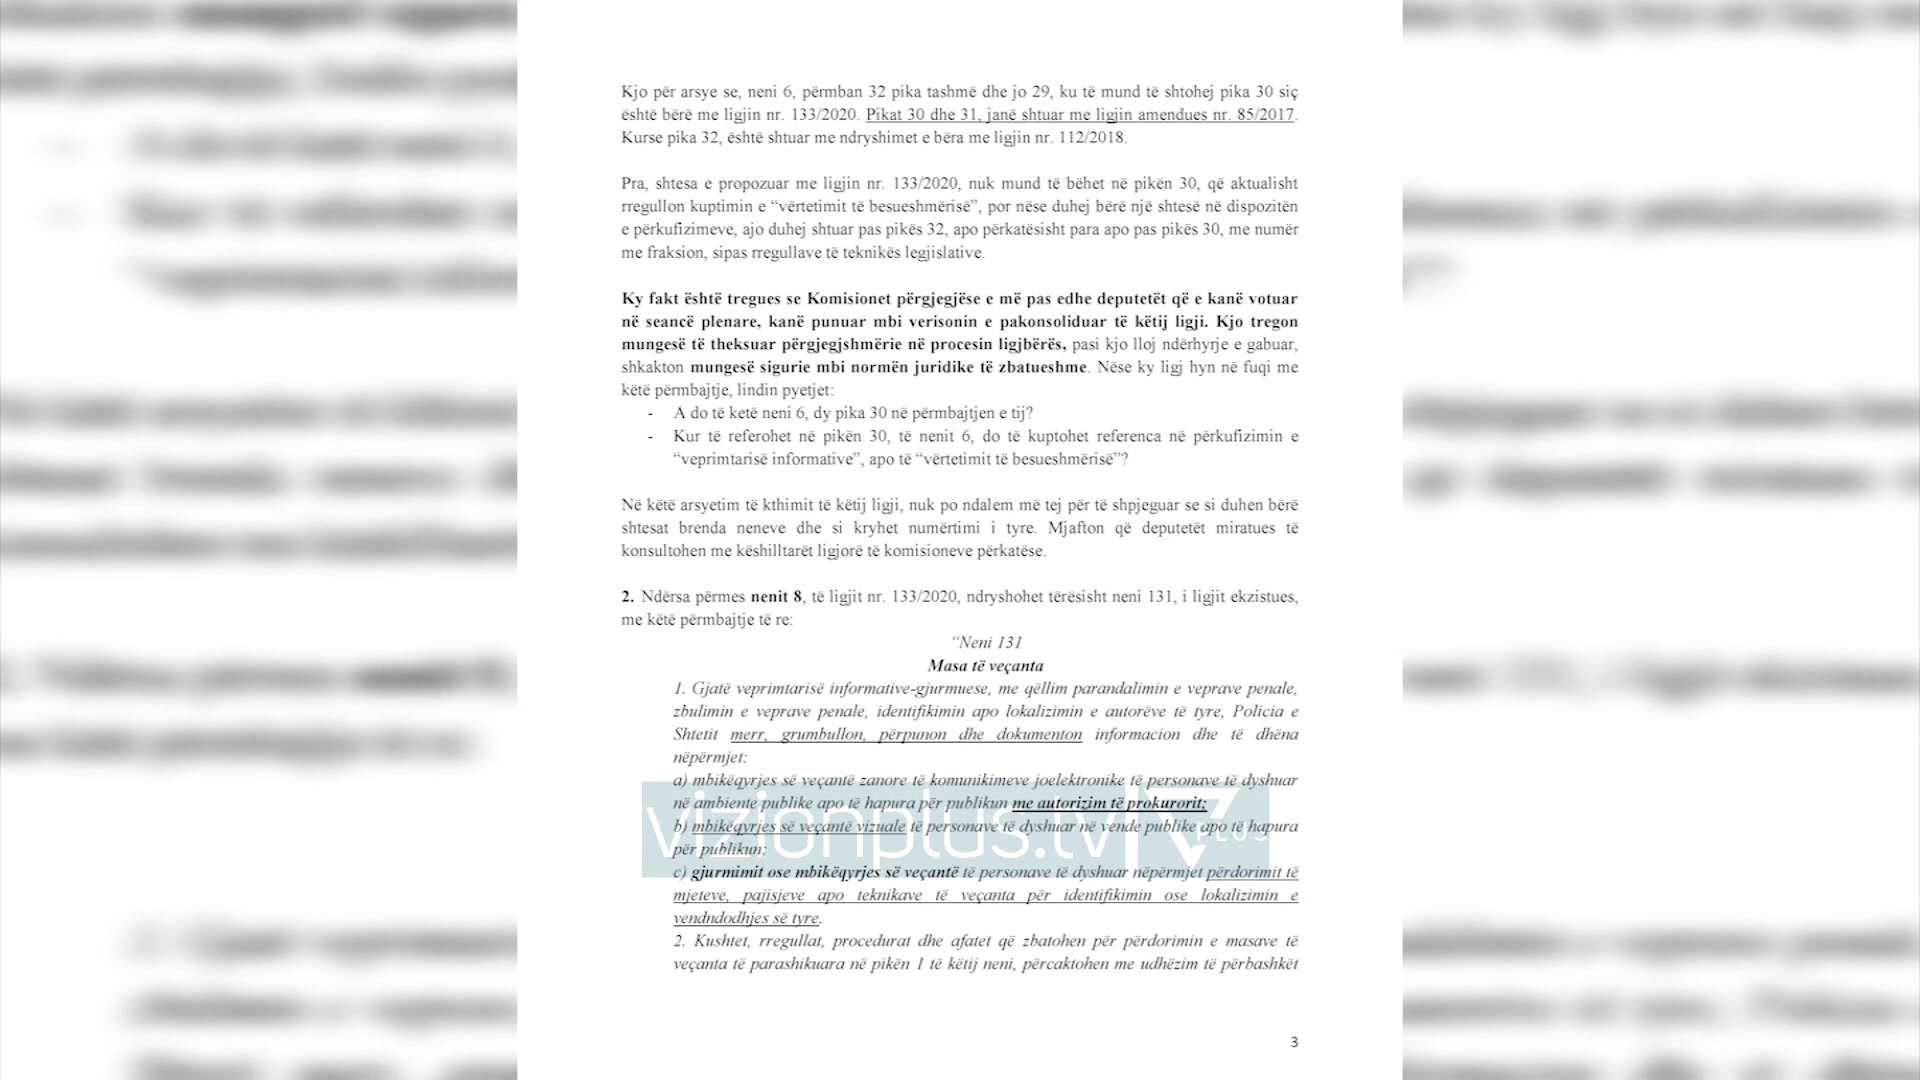 Kjo për arsye se, neni 6, përmban 32 pika tashmë dhe jo 29, ku të mund të shtohej pika 30 siç
është bërë me ligjin nr. 133/2020. Pikat 30 dhe 31, janë shtuar me ligjin amendues nr. 85/2017.
Kurse pika 32, është shtuar me ndryshimet e bëra me ligjin nr. 112/2018.
Pra, shtesa e propozuar me ligjin nr. 133/2020, nuk mund të bëhet në pikën 30, që aktualisht
rregullon kuptimin e “vërtetimit të besueshmërisë”, por nëse duhej bërë një shtesë në dispozitën
e përkufizimeve, ajo duhej shtuar pas pikës 32, apo përkatësisht para apo pas pikës 30, me numër
me fraksion, sipas rregullave të teknikës legjislative.
Ky fakt është tregues se Komisionet përgjegjëse e më pas edhe deputetët që e kanë votuar
në seancë plenare, kanë punuar mbi verisonin e pakonsoliduar të këtij ligji. Kjo tregon
mungesë të theksuar përgjegjshmërie në procesin ligjbërës, pasi kjo lloj ndërhyrje e gabuar,
shkakton mungesë sigurie mbi normën juridike të zbatueshme. Nëse ky ligj hyn në fuqi me
këtë përmbajtje, lindin pyetjet:
- A do të ketë neni 6, dy pika 30 në përmbajtjen e tij?
- Kur të referohet në pikën 30, të nenit 6, do të kuptohet referenca në përkufizimin e
“veprimtarisë informative”, apo të “vërtetimit të besueshmërisë”?
Në këtë arsyetim të kthimit të këtij ligji, nuk po ndalem më tej për të shpjeguar se si duhen bërë
shtesat brenda neneve dhe si kryhet numërtimi i tyre. Mjafton që deputetët miratues të
konsultohen me këshilltarët ligjorë të komisioneve përkatëse.
2. Ndërsa përmes nenit 8, të ligjit nr. 133/2020, ndryshohet tërësisht neni 131, i ligjit ekzistues,
me këtë përmbajtje të re:
“Neni 131
Masa të veçanta
1. Gjatë veprimtarisë informative-gjurmuese, me qëllim parandalimin e veprave penale,
zbulimin e veprave penale, identifikimin apo lokalizimin e autorëve të tyre, Policia e
Shtetit merr, grumbullon, përpunon dhe dokumenton informacion dhe të dhëna
nëpërmjet:
a) mbikëqyrjes së veçantë zanore të komunikimeve joelektronike të personave të dyshuar
në ambiente publike apo të hapura për publikun me autorizim të prokurorit;
b) mbikëqyrjes së veçantë vizuale të personave të dyshuar në vende publike apo të hapura
për publikun;
c) gjurmimit ose mbikëqyrjes së veçantë të personave të dyshuar nëpërmjet përdorimit të
mjeteve, pajisjeve apo teknikave të veçanta për identifikimin ose lokalizimin e
vendndodhjes së tyre.
2. Kushtet, rregullat, procedurat dhe afatet që zbatohen për përdorimin e masave të
veçanta të parashikuara në pikën 1 të këtij neni, përcaktohen me udhëzim të përbashkët
3
vizionplus.tv
PLUS